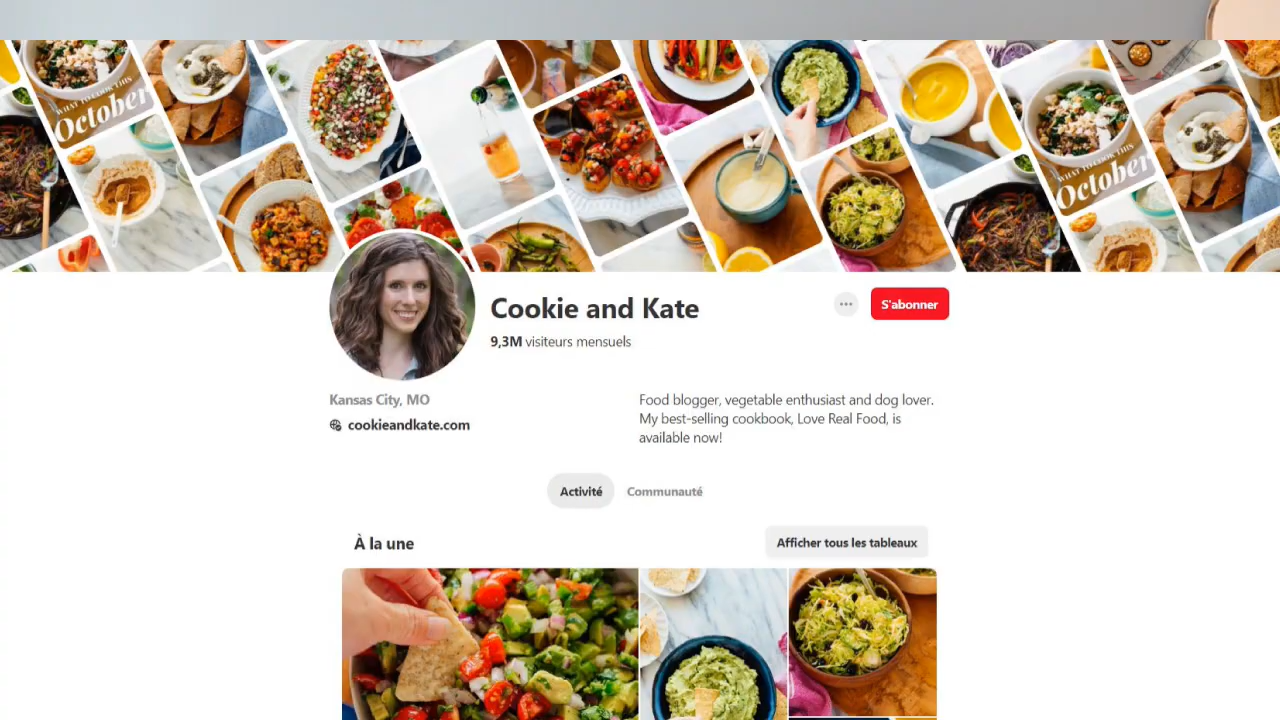 WHAT TO COOK THIS
October
WHAT TO COOK THIS
October
Cookie and Kate
S'abonner
9,3M visiteurs mensuels
Kansas City, MO
cookieandkate.com
Food blogger, vegetable enthusiast and dog lover.
My best-selling cookbook, Love Real Food, is
available now!
Activité
Communauté
À la une
Afficher tous les tableaux